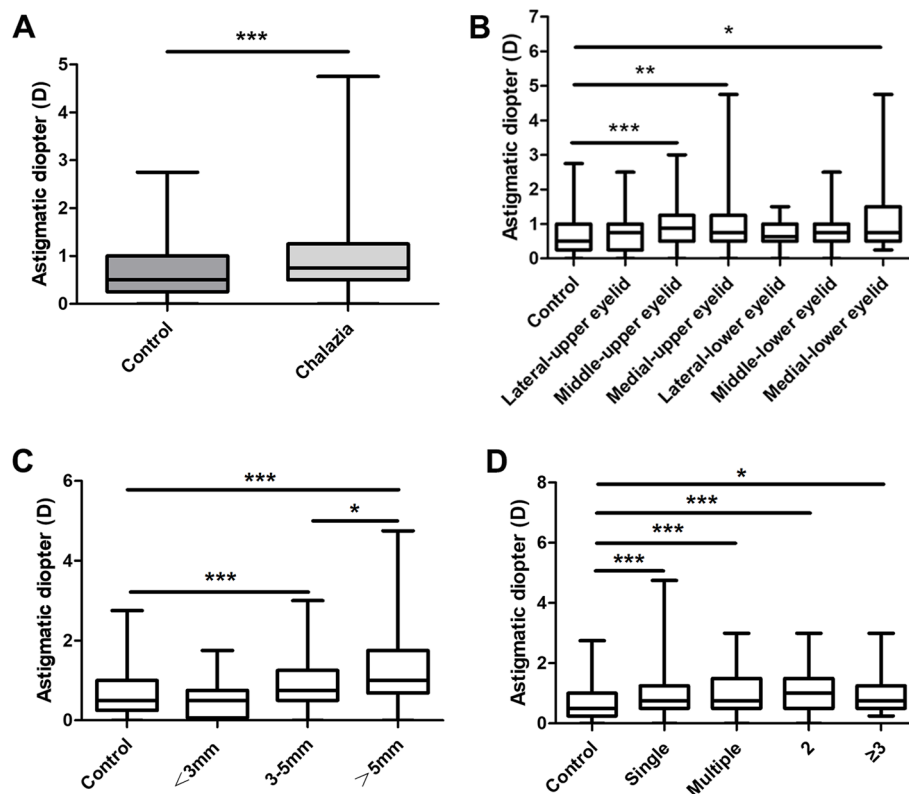 A
***
Astigmatic diopter (D)
5
4
3
2
1
0
Control
Chalazia
B
*
**
***
Astigmatic diopter (D)
7
6
5
4
3
2
1
0
Control
Lateral-upper eyelid
Middle-upper eyelid
Medial-upper eyelid
Lateral-lower eyelid
Middle-lower eyelid
Medial-lower eyelid
C
***
*
***
Astigmatic diopter (D)
6
4
2
0
Control
<3mm
3-5mm
>5mm
D
*
***
***
***
Astigmatic diopter (D)
8
6
4
2
0
Control
Single
Multiple
2
≥3